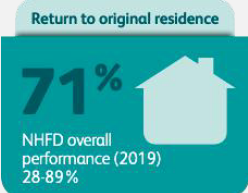 Return to original residence
71%
NHFD overall
performance (2019)
28-89%